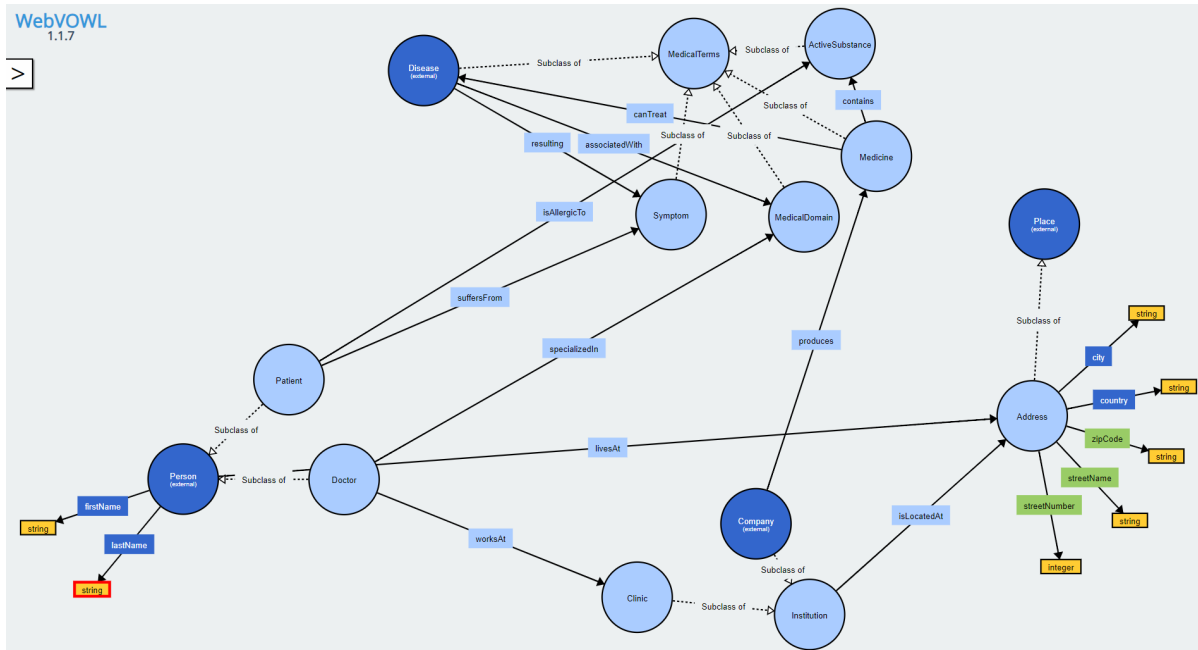 WebVOWL
1.1.7
>
Disease
(external)
Subclass of
MedicalTerms
Subclass of
ActiveSubstance
canTreat
Subclass of
contains
resulting
associatedWith
Subclass of
Subclass of
Medicine
isAllergicTo
Symptom
MedicalDomain
Place
(external)
suffersFrom
specializedIn
produces
Subclass of
string
city
Patient
country
string
Address
Subclass of
livesAt
zipCode
string
Person
(external)
Subclass of
Doctor
streetName
firstName
string
streetNumber
string
lastName
Company
(external)
isLocatedAt
worksAt
integer
string
Subclass of
Clinic
Subclass of
Institution